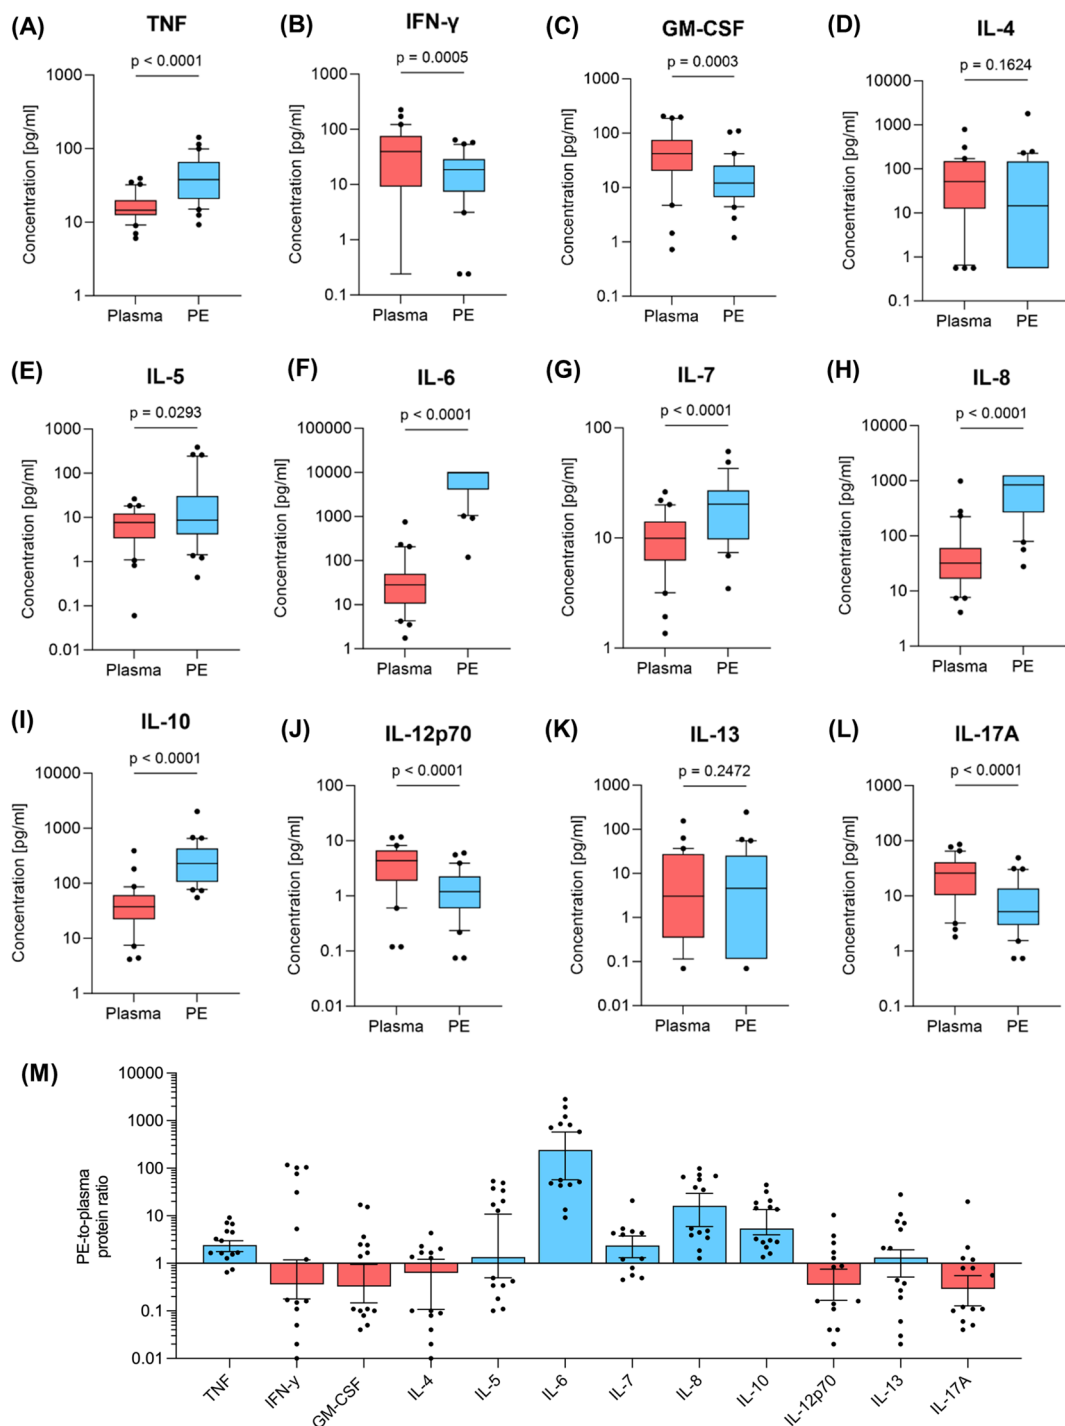 (A) TNF
p < 0.0001
Concentration [pg/ml]
1000
100
10
1
Plasma PE
(B) IFN-γ
p = 0.0005
Concentration [pg/ml]
1000
100
10
1
0.1
Plasma PE
(C) GM-CSF
p = 0.0003
Concentration [pg/ml]
1000
100
10
1
0.1
Plasma PE
(D) IL-4
p = 0.1624
Concentration [pg/ml]
10000
1000
100
10
1
0.1
Plasma PE
(E) IL-5
p = 0.0293
Concentration [pg/ml]
1000
100
10
1
0.1
0.01
Plasma PE
(F) IL-6
p < 0.0001
Concentration [pg/ml]
100000
10000
1000
100
10
1
Plasma PE
(G) IL-7
p < 0.0001
Concentration [pg/ml]
100
10
1
Plasma PE
(H) IL-8
p < 0.0001
Concentration [pg/ml]
10000
1000
100
10
1
Plasma PE
(I) IL-10
p < 0.0001
Concentration [pg/ml]
10000
1000
100
10
1
Plasma PE
(J) IL-12p70
p < 0.0001
Concentration [pg/ml]
100
10
1
0.1
0.01
Plasma PE
(K) IL-13
p = 0.2472
Concentration [pg/ml]
1000
100
10
1
0.1
0.01
Plasma PE
(L) IL-17A
p < 0.0001
Concentration [pg/ml]
1000
100
10
1
0.1
Plasma PE
(M)
PE-to-plasma
protein ratio
10000
1000
100
10
1
0.1
0.01
TNF IFN-y GM-CSF IL-4 IL-5 IL-6 IL-7 IL-8 IL-10 IL-12p70 IL-13 IL-17A